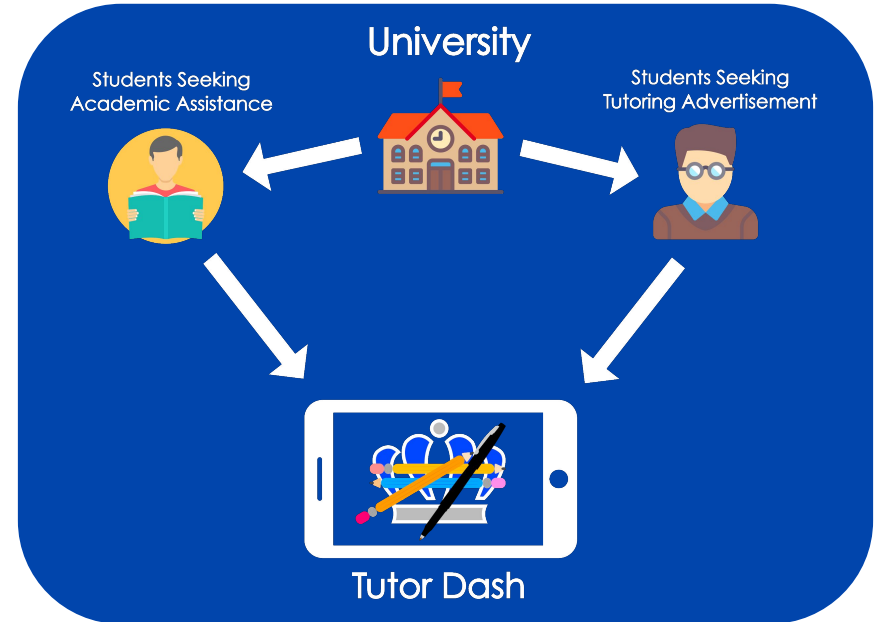 University
Students Seeking
Academic Assistance
Students Seeking
Tutoring Advertisement
Tutor Dash